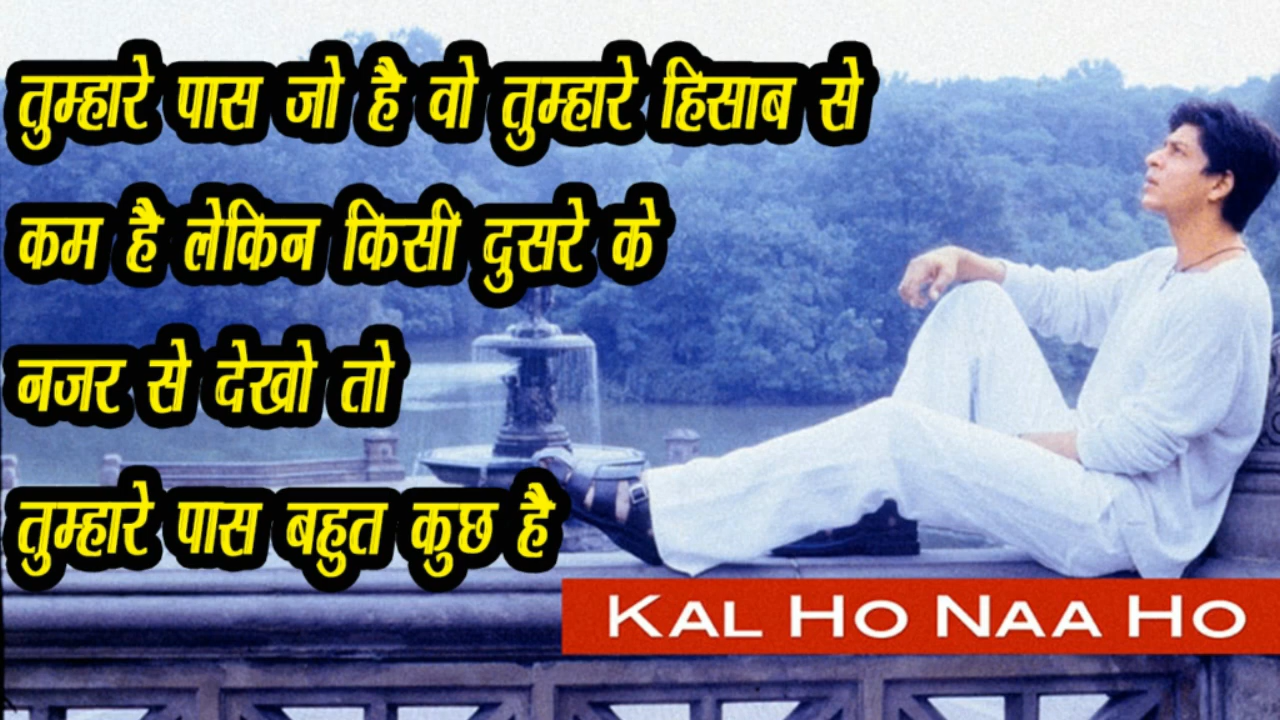 तुम्हारे पास जो है वो तुम्हारे हिसाब से
कम है लेकिन किसी दुसरे के
नजर से देखो तो
तुम्हारे पास बहुत कुछ है
KAL HO NAA HO